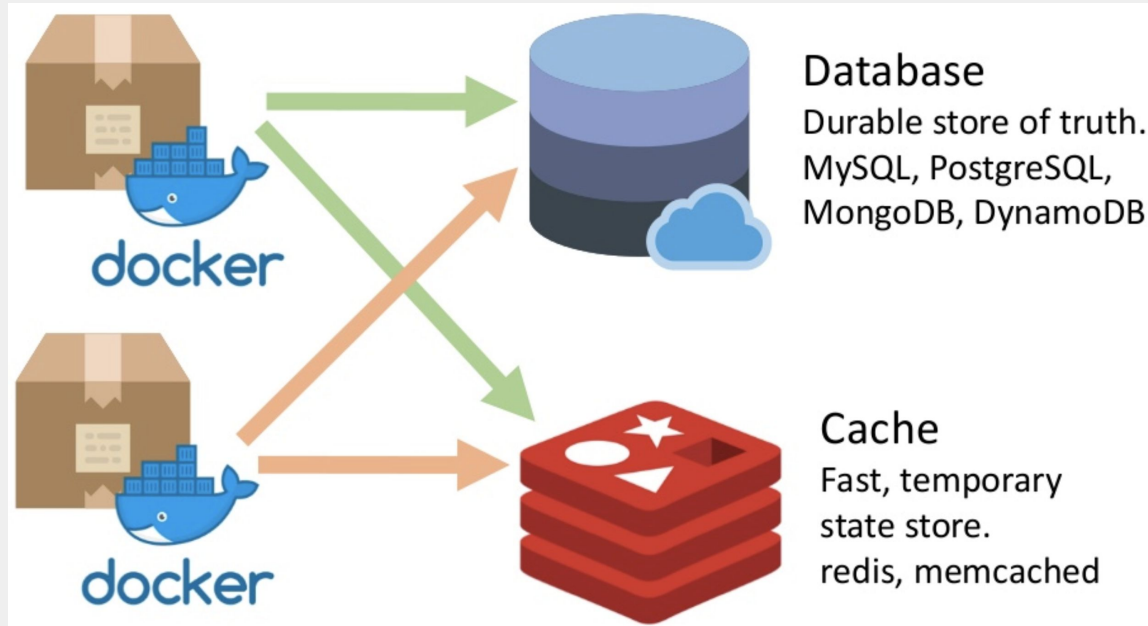 docker
Database
Durable store of truth.
MySQL, PostgreSQL,
MongoDB, DynamoDB
docker
Cache
Fast, temporary
state store.
redis, memcached